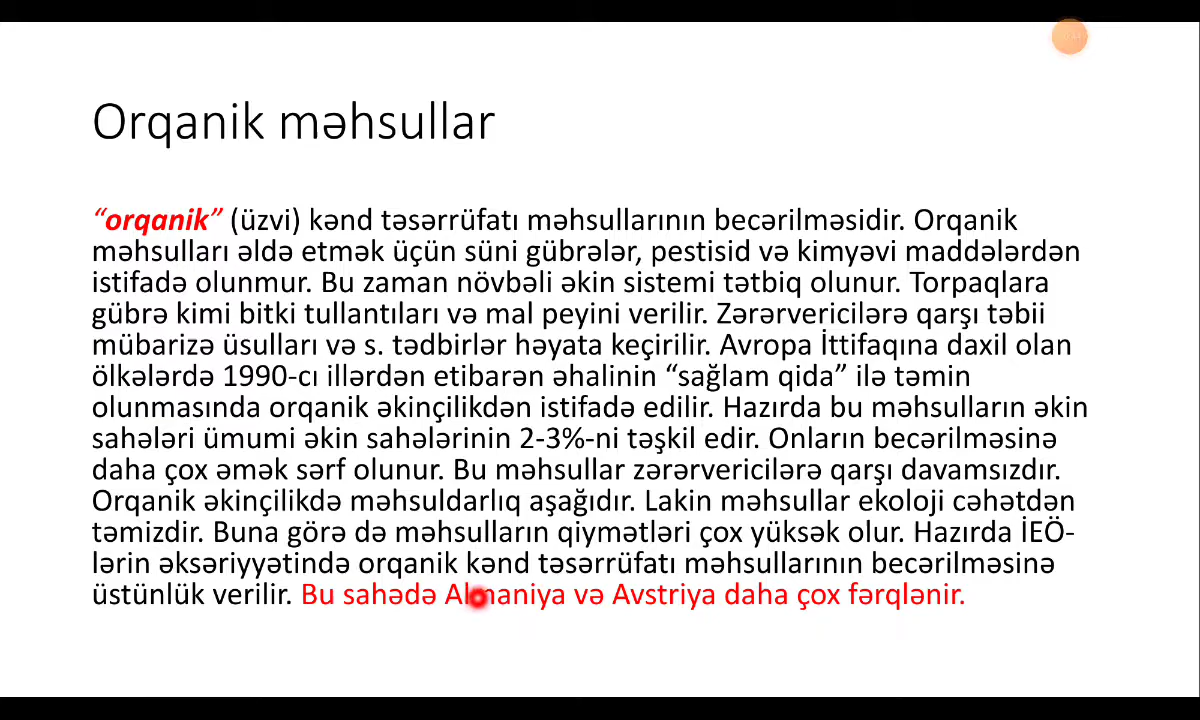 Orqanik məhsullar
“orqanik” (üzvi) kənd təsərrüfatı məhsullarının becərilməsidir. Orqanik
məhsulları əldə etmək üçün süni gübrələr, pestisid və kimyəvi maddələrdən
istifadə olunmur. Bu zaman növbəli əkin sistemi tətbiq olunur. Torpaqlara
gübrə kimi bitki tullantıları və mal peyini verilir. Zərərvericilərə qarşı təbii
mübarizə üsulları və s. tədbirlər həyata keçirilir. Avropa İttifaqına daxil olan
ölkələrdə 1990-cı illərdən etibarən əhalinin “sağlam qida” ilə təmin
olunmasında orqanik əkinçilikdən istifadə edilir. Hazırda bu məhsulların əkin
sahələri ümumi əkin sahələrinin 2-3%-ni təşkil edir. Onların becərilməsinə
daha çox əmək sərf olunur. Bu məhsullar zərərvericilərə qarşı davamsızdır.
Orqanik əkinçilikdə məhsuldarlıq aşağıdır. Lakin məhsullar ekoloji cəhətdən
təmizdir. Buna görə də məhsulların qiymətləri çox yüksək olur. Hazırda İEÖ-
lərin əksəriyyətində orqanik kənd təsərrüfatı məhsullarının becərilməsinə
üstünlük verilir. Bu sahədə Almaniya və Avstriya daha çox fərqlənir.